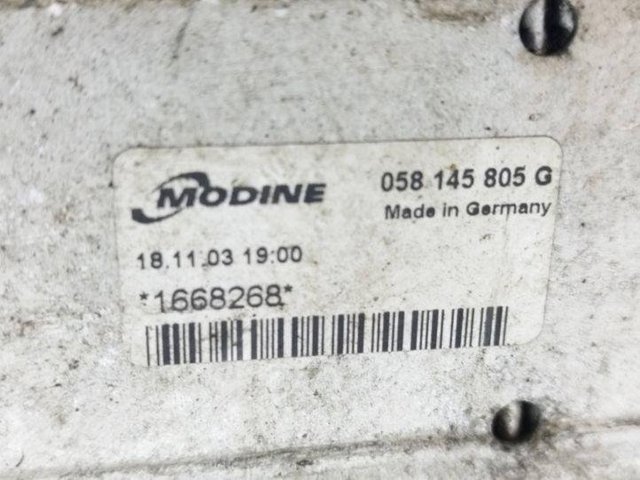 MODINE
058 145 805 G
Made in Germany
18.11.03 19:00
*1668268*